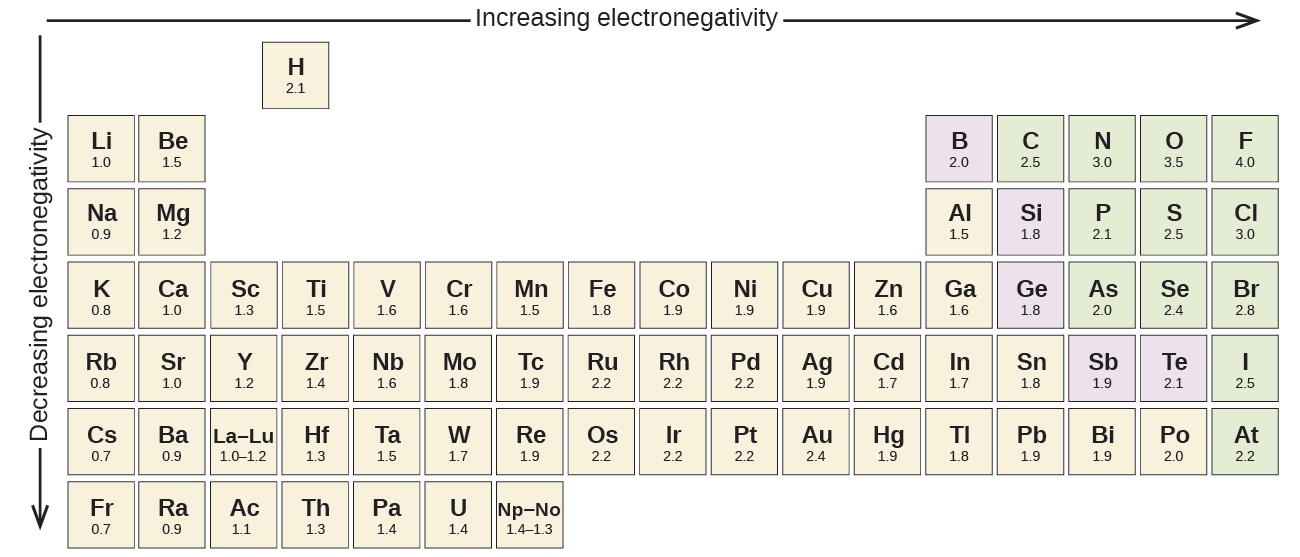 Increasing electronegativity
Decreasing electronegativity
H
2.1
Li Be B C N O F
1.0 1.5 2.0 2.5 3.0 3.5 4.0
Na Mg Al Si P S Cl
0.9 1.2 1.5 1.8 2.1 2.5 3.0
K Ca Sc Ti V Cr Mn Fe Co Ni Cu Zn Ga Ge As Se Br
0.8 1.0 1.3 1.5 1.6 1.6 1.5 1.8 1.9 1.9 1.9 1.6 1.6 1.8 2.0 2.4 2.8
Rb Sr Y Zr Nb Mo Tc Ru Rh Pd Ag Cd In Sn Sb Te I
0.8 1.0 1.2 1.4 1.6 1.8 1.9 2.2 2.2 2.2 1.9 1.7 1.7 1.8 1.9 2.1 2.5
Cs Ba La–Lu Hf Ta W Re Os Ir Pt Au Hg Tl Pb Bi Po At
0.7 0.9 1.0–1.2 1.3 1.5 1.7 1.9 2.2 2.2 2.2 2.4 1.9 1.8 1.9 1.9 2.0 2.2
Fr Ra Ac Th Pa U Np–No
0.7 0.9 1.1 1.3 1.4 1.4 1.4–1.3